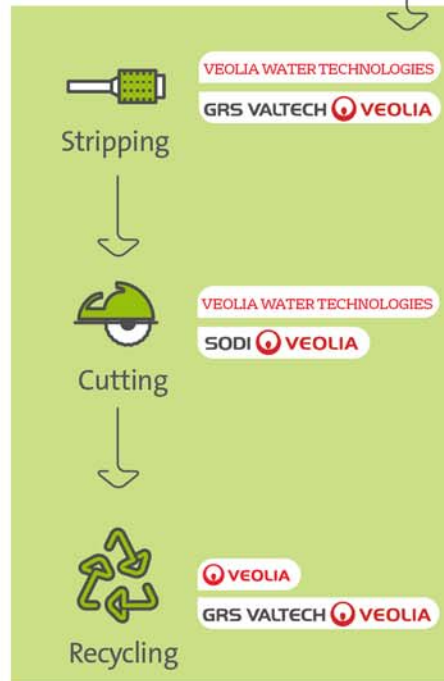 VEOLIA WATER TECHNOLOGIES
GRS VALTECH VEOLIA
Stripping
VEOLIA WATER TECHNOLOGIES
SODI VEOLIA
Cutting
VEOLIA
GRS VALTECH VEOLIA
Recycling